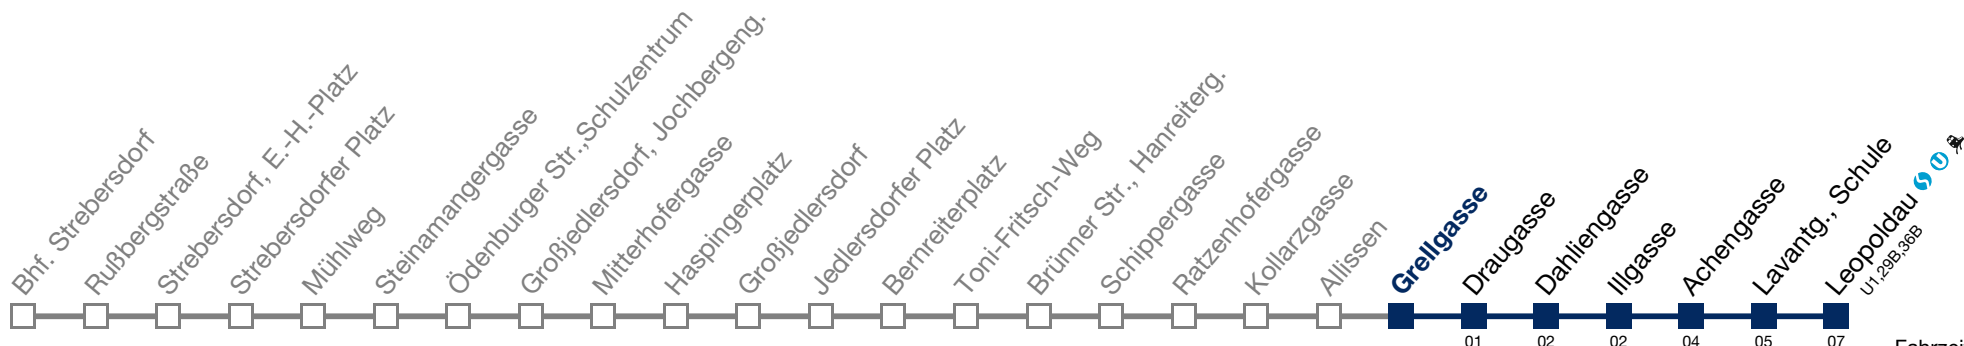 Bhf. Strebersdorf
Rußbergstraße
Strebersdorf, E.-H.-Platz
Strebersdorfer Platz
Mühlweg
Steinamangergasse
Ödenburger Str.,Schulzentrum
Großjedlersdorf, Jochbergeng.
Mitterhofergasse
Haspingerplatz
Großjedlersdorf
Jedlersdorfer Platz
Bernreiterplatz
Toni-Fritsch-Weg
Brünner Str., Hanreiterg.
Schippergasse
Ratzenhofergasse
Kollarzgasse
Allissen
Grellgasse
Draugasse
Dahliengasse
Illgasse
Achengasse
Lavantg., Schule
Leopoldau S U
U1,29B,36B
01 02 02 04 05 07